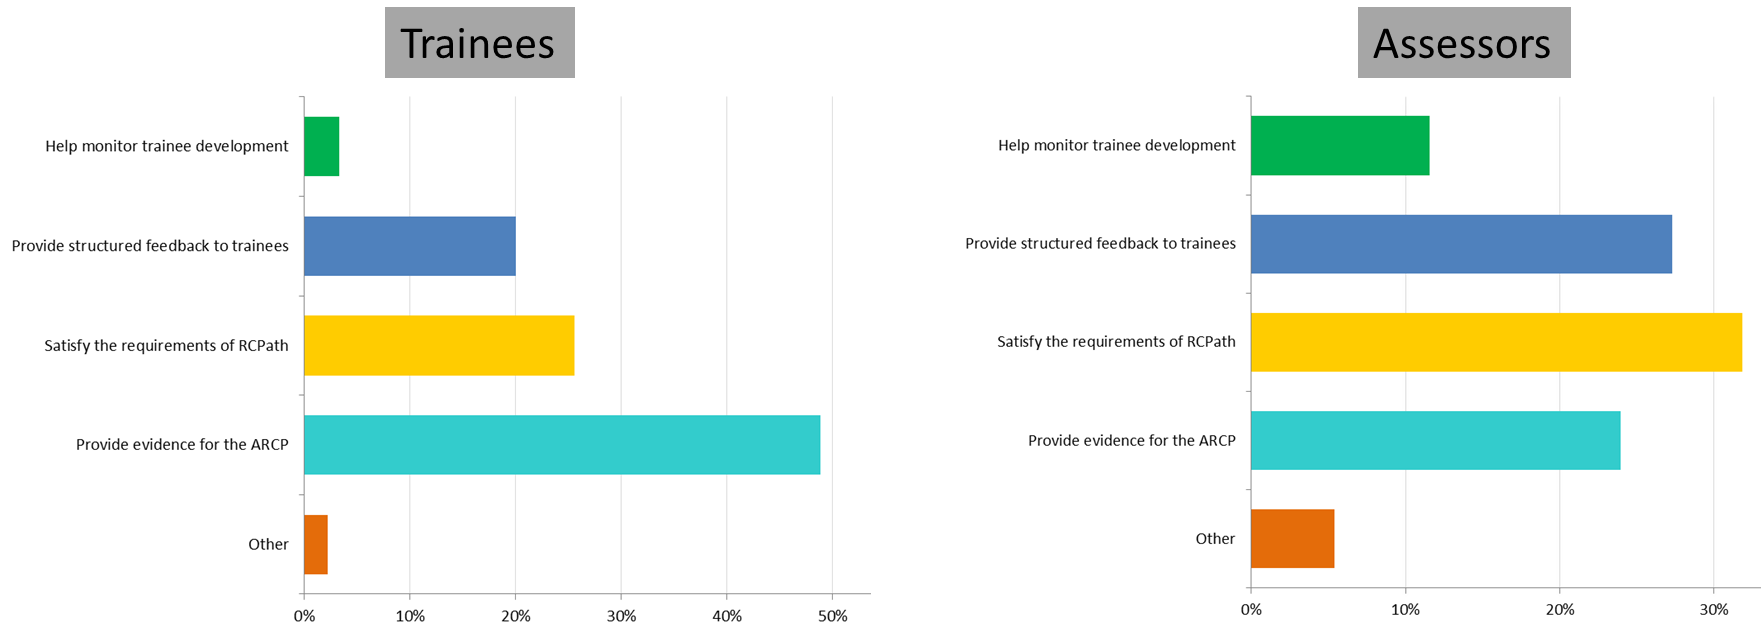 Trainees
Help monitor trainee development
Provide structured feedback to trainees
Satisfy the requirements of RCPath
Provide evidence for the ARCP
Other
0% 10% 20% 30% 40% 50%
Assessors
Help monitor trainee development
Provide structured feedback to trainees
Satisfy the requirements of RCPath
Provide evidence for the ARCP
Other
0% 10% 20% 30%